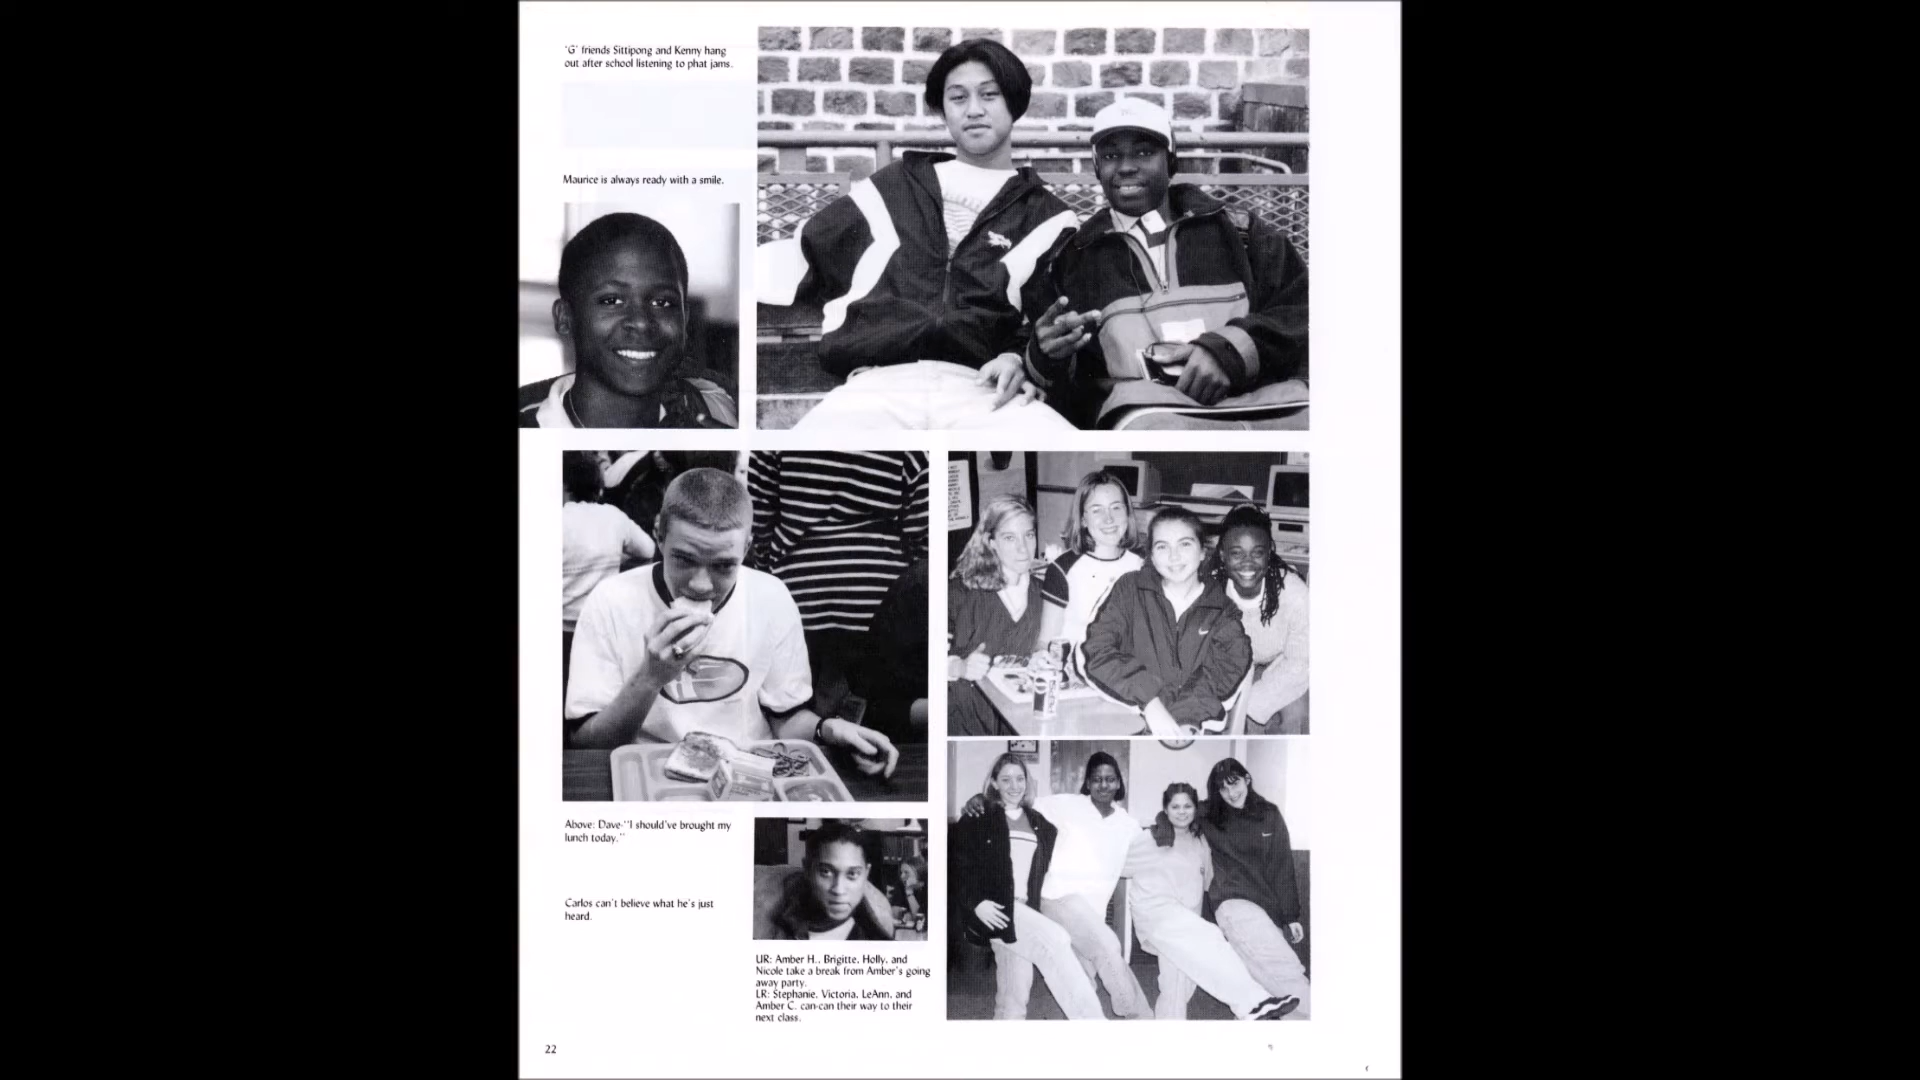 'G' friends Sittipong and Kenny hang
out after school listening to phat jams.
Maurice is always ready with a smile.
Above: Dave-"I should've brought my
lunch today."
Carlos can't believe what he's just
heard.
UR: Amber H., Brigitte, Holly, and
Nicole take a break from Amber's going
away party.
LR: Stephanie, Victoria, LeAnn, and
Amber C. can-can their way to their
next class.
22